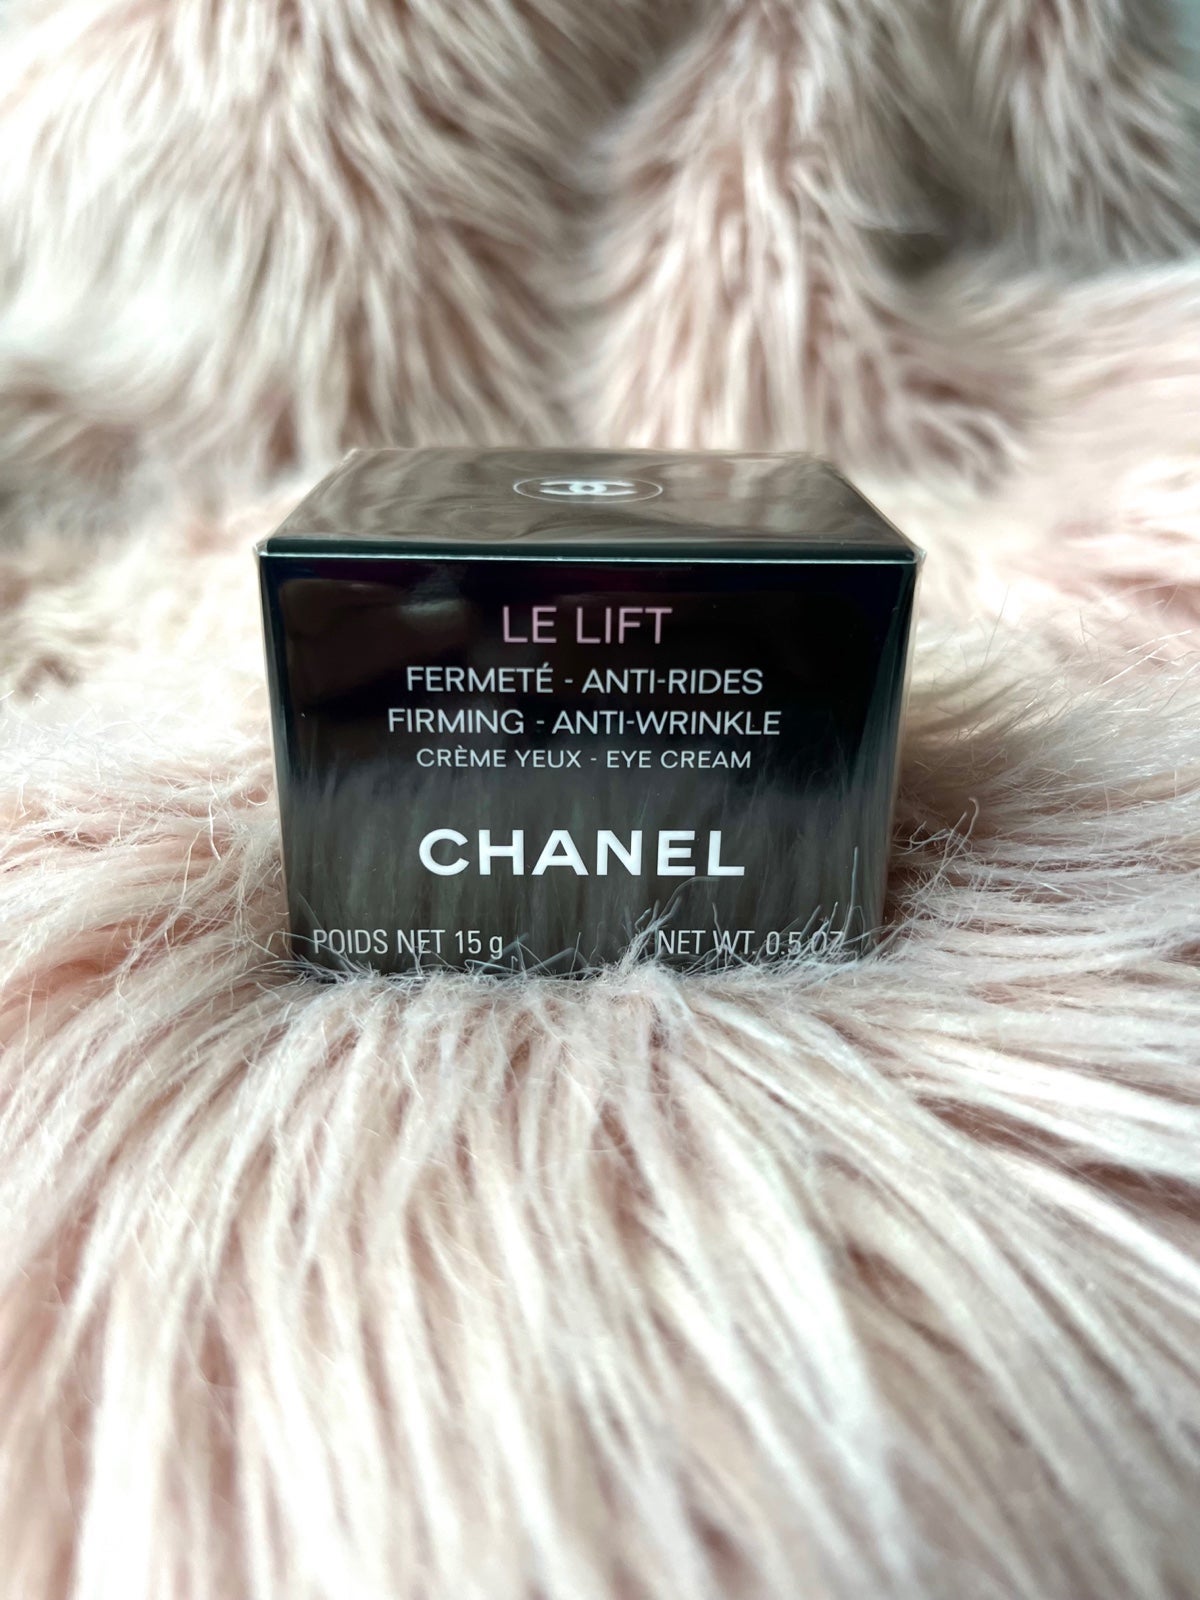 LE LIFT
FERMETÉ - ANTI-RIDES
FIRMING - ANTI-WRINKLE
CRÈME YEUX - EYE CREAM
CHANEL
POIDS NET 15 g NET WT. 0.5 OZ